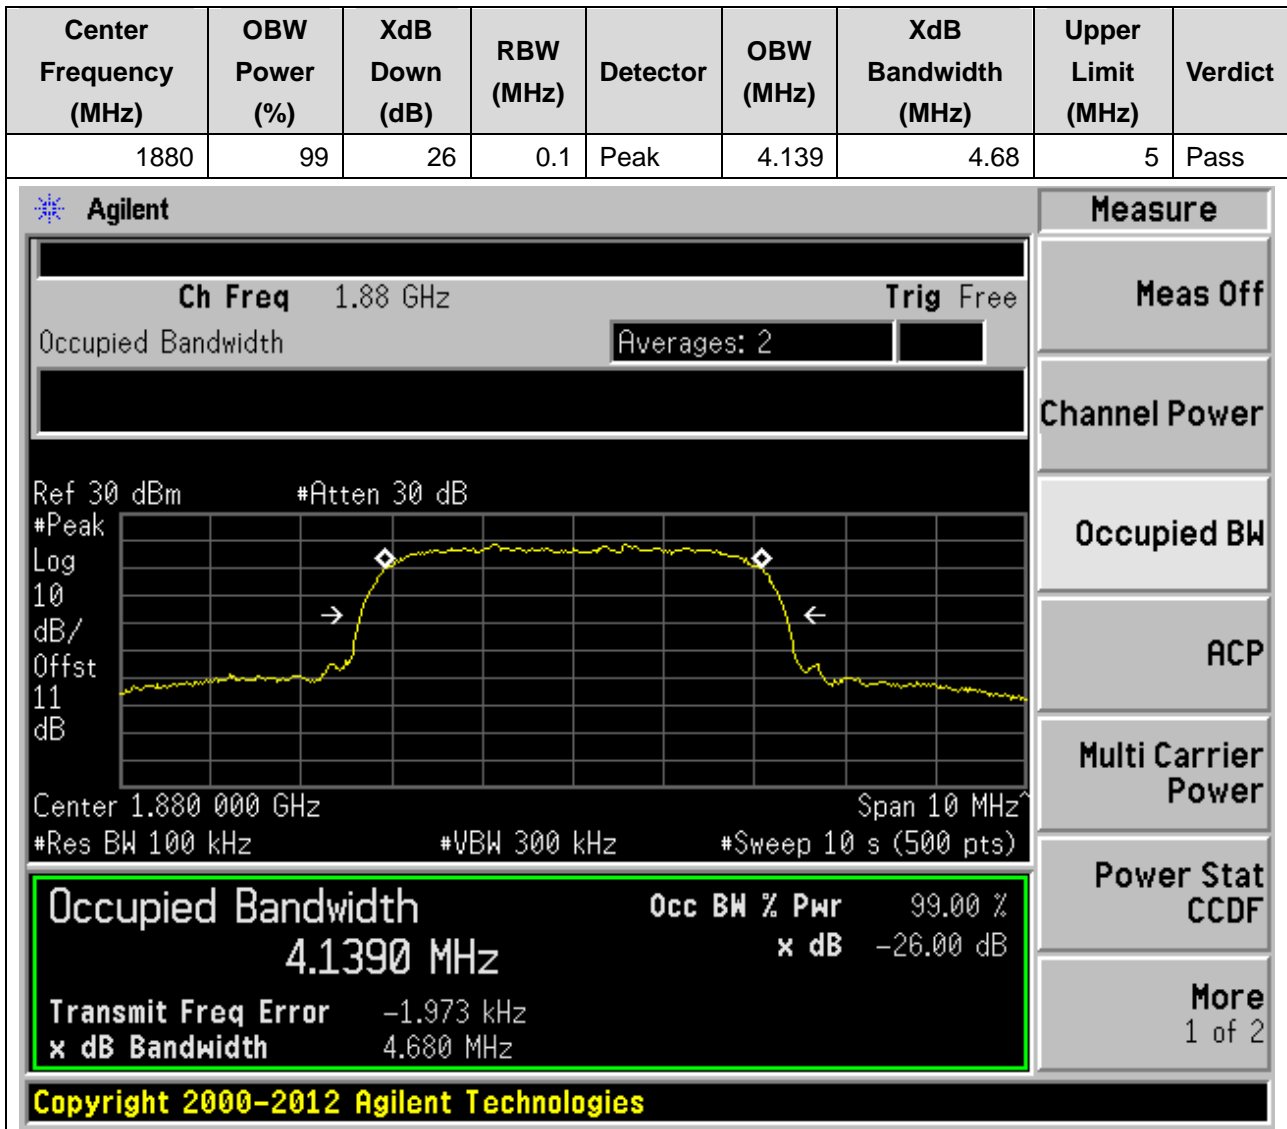 Center Frequency (MHz) OBW Power (%) XdB Down (dB) RBW (MHz) Detector OBW (MHz) XdB Bandwidth (MHz) Upper Limit (MHz) Verdict
1880 99 26 0.1 Peak 4.139 4.68 5 Pass
Agilent
Measure
Ch Freq 1.88 GHz Trig Free
Meas Off
Occupied Bandwidth Averages: 2
Channel Power
Ref 30 dBm #Atten 30 dB
#Peak
Log
10
dB/
Offst
11
dB
Occupied BW
ACP
Center 1.880 000 GHz Span 10 MHz^
#Res BW 100 kHz #VBW 300 kHz #Sweep 10 s (500 pts)
Multi Carrier
Power
Occupied Bandwidth Occ BW % Pwr 99.00 %
4.1390 MHz x dB -26.00 dB
Power Stat
CCDF
Transmit Freq Error -1.973 kHz
x dB Bandwidth 4.680 MHz
More
1 of 2
Copyright 2000-2012 Agilent Technologies